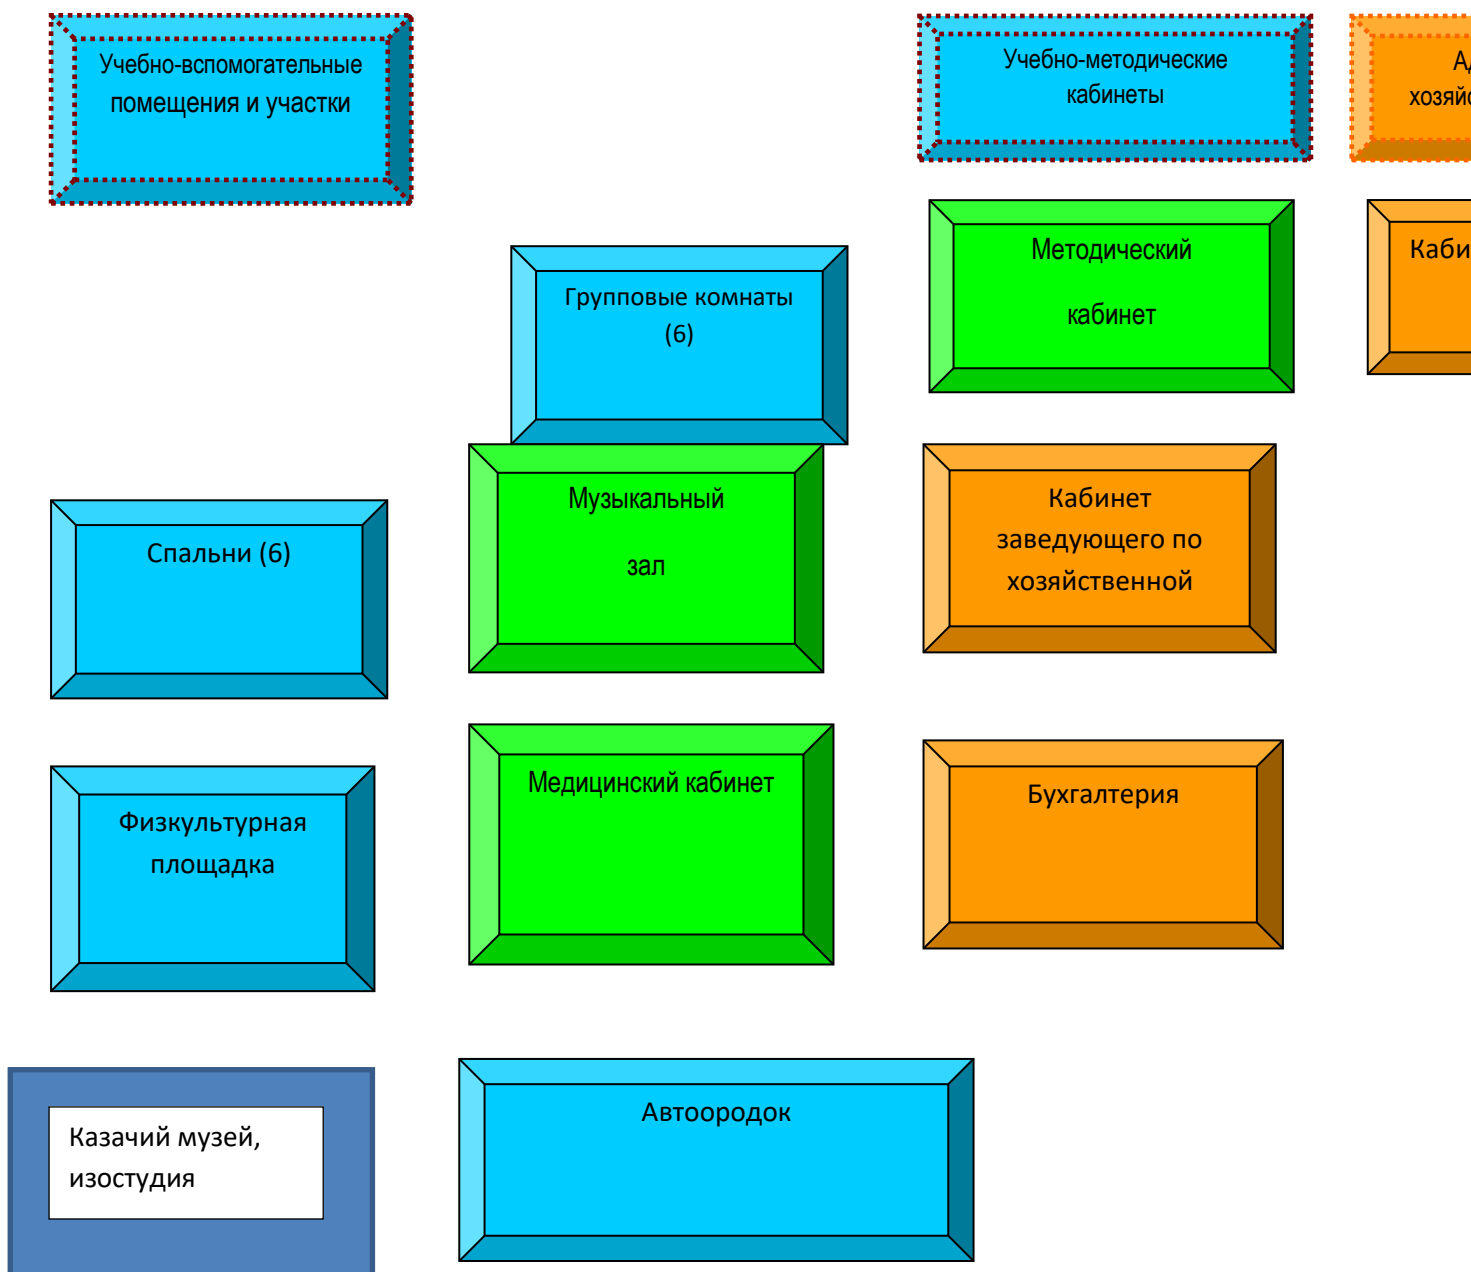 Учебно-вспомогательные
помещения и участки
Учебно-методические
кабинеты
Методический
кабинет
Групповые комнаты
(6)
Музыкальный
зал
Кабинет
заведующего по
хозяйственной
Спальни (6)
Медицинский кабинет
Бухгалтерия
Физкультурная
площадка
Автоородок
Казачий музей,
изостудия